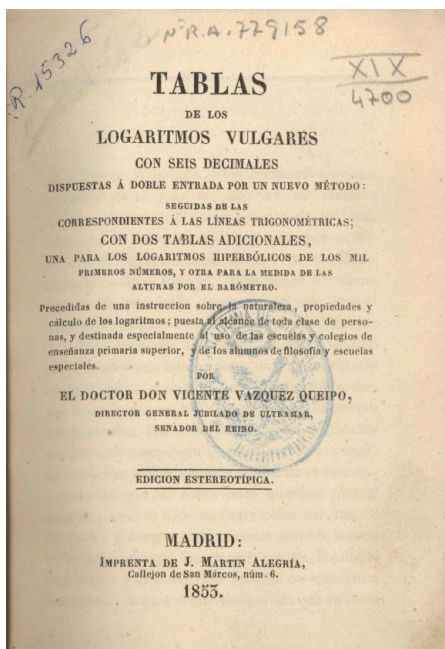 R. 15326
Nº R.A. 779158
XIX
4700
TABLAS
DE LOS
LOGARITMOS VULGARES
CON SEIS DECIMALES
DISPUESTAS Á DOBLE ENTRADA POR UN NUEVO MÉTODO:
SEGUIDAS DE LAS
CORRESPONDIENTES Á LAS LÍNEAS TRIGONOMÉTRICAS;
CON DOS TABLAS ADICIONALES,
UNA PARA LOS LOGARITMOS HIPERBÓLICOS DE LOS MIL
PRIMEROS NÚMEROS, Y OTRA PARA LA MEDIDA DE LAS
ALTURAS POR EL BARÓMETRO.
Precedidas de una instruccion sobre la naturaleza, propiedades y
cálculo de los logaritmos; puesta al alcance de toda clase de perso-
nas, y destinada especialmente al uso de las escuelas y colegios de
enseñanza primaria superior, y de los alumnos de filosofía y escuelas
especiales.
POR
EL DOCTOR DON VICENTE VAZQUEZ QUEIPO,
DIRECTOR GENERAL JUBILADO DE ULTRAMAR,
SENADOR DEL REINO.
EDICION ESTEREOTÍPICA.
MADRID:
IMPRENTA DE J. MARTIN ALEGRÍA,
Callejon de San Márcos, núm. 6.
1853.